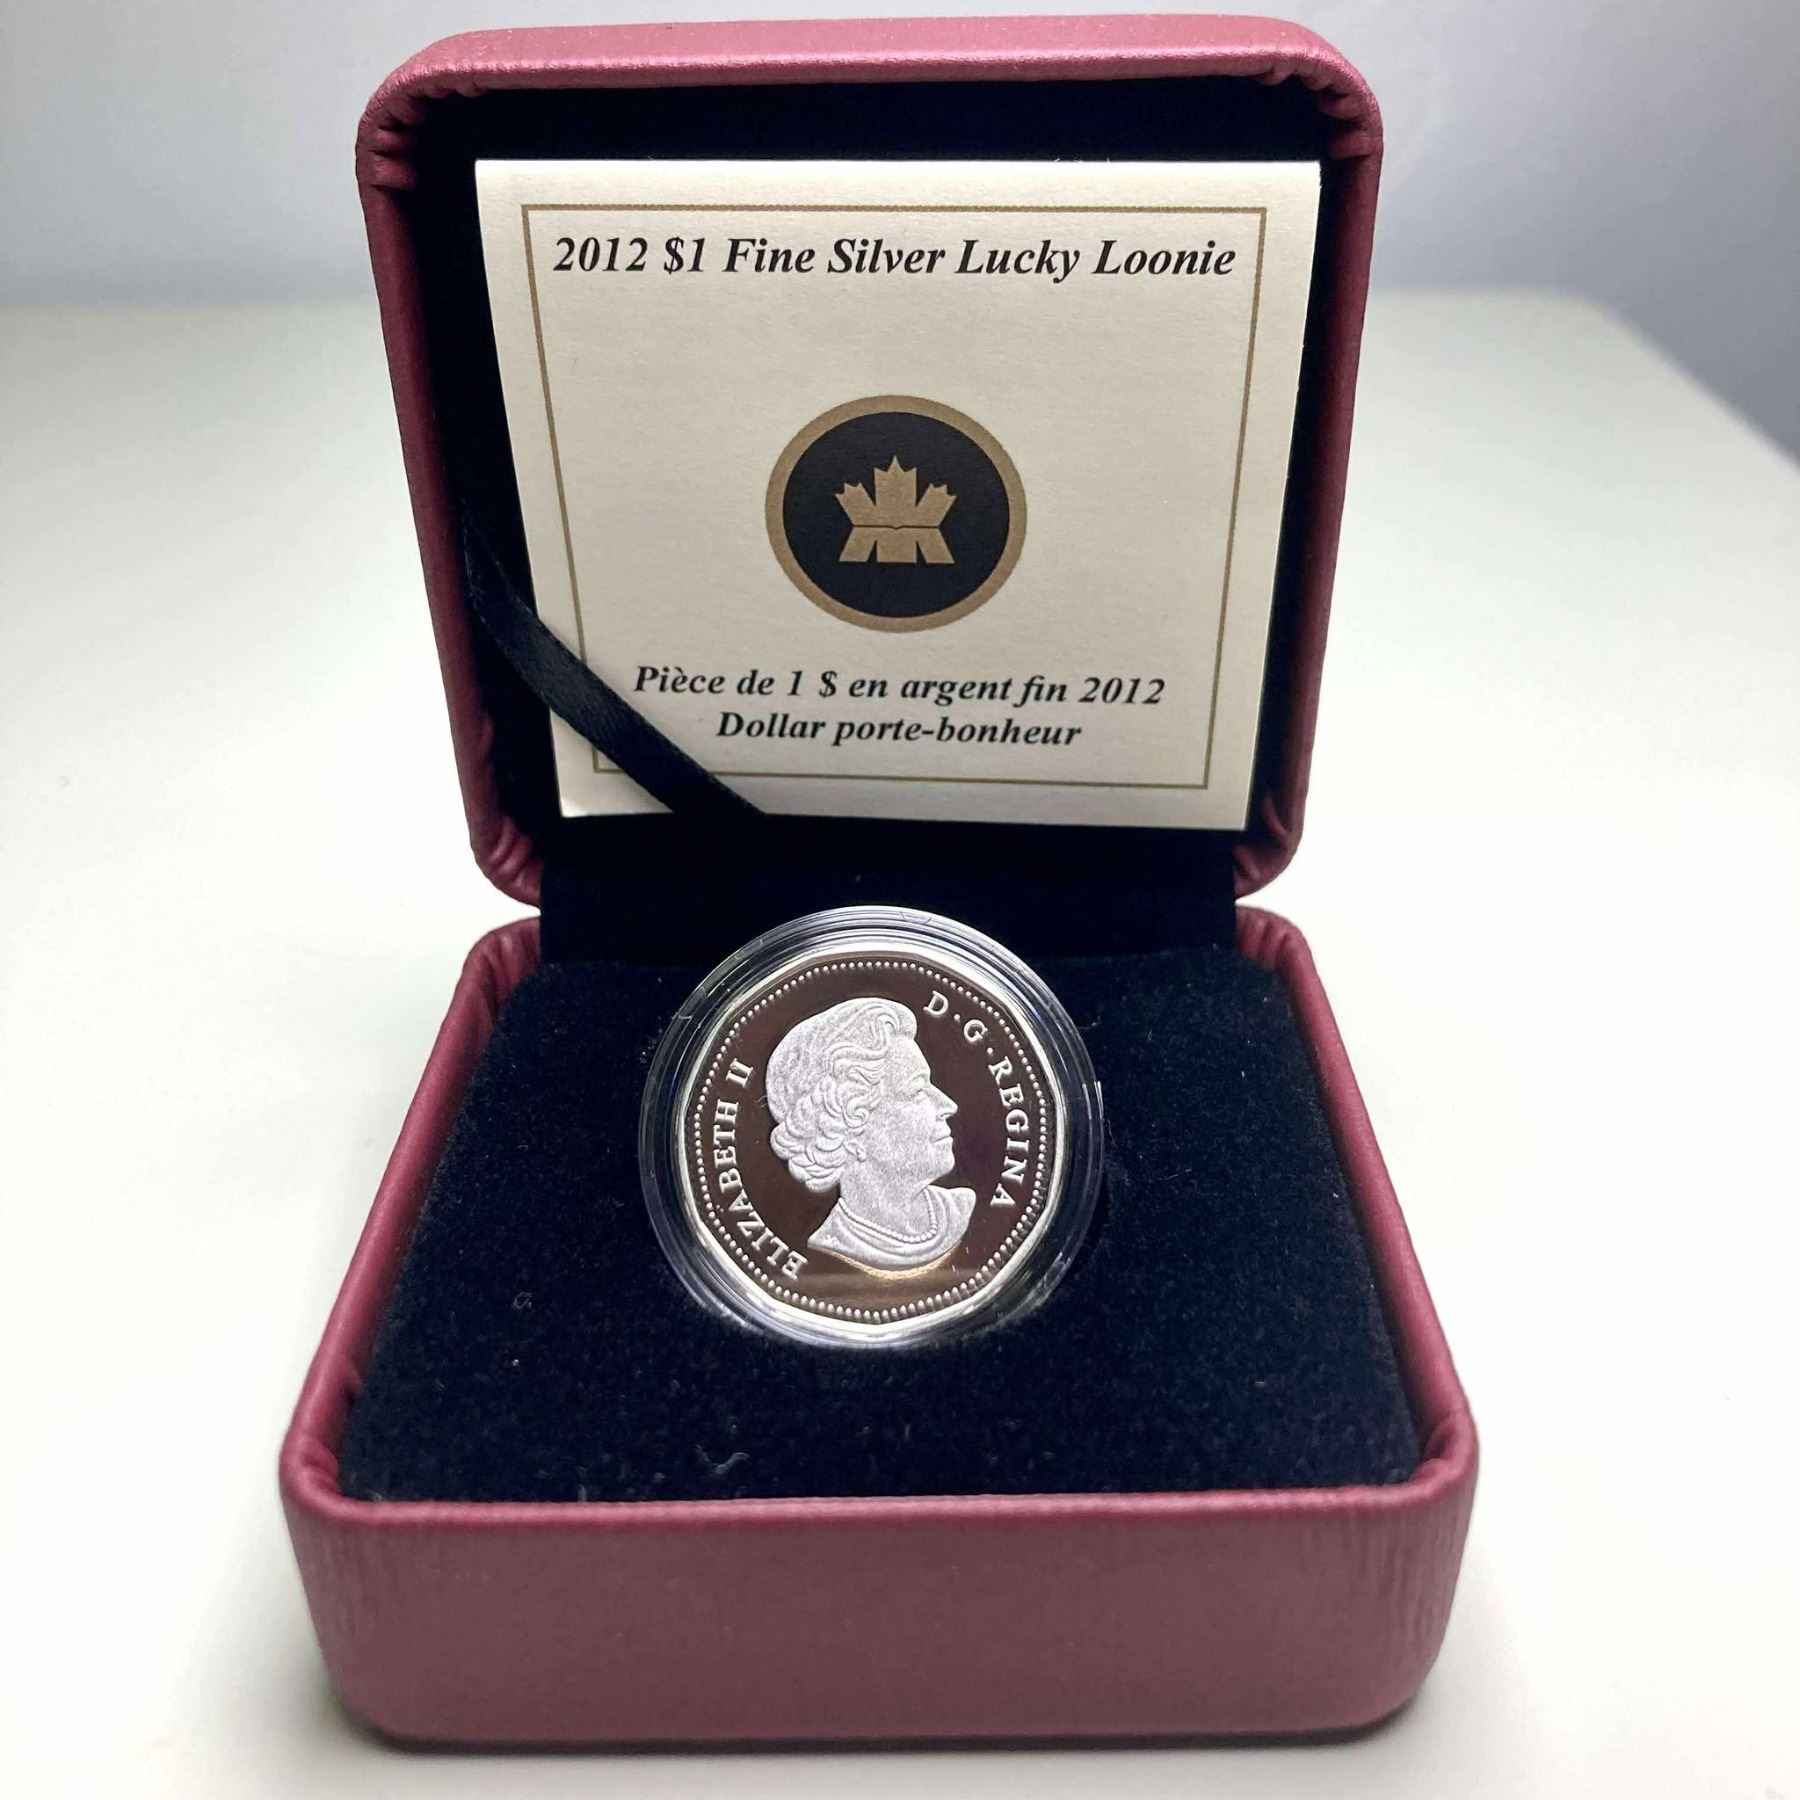 2012 $1 Fine Silver Lucky Loonie
Pièce de 1 $ en argent fin 2012
Dollar porte-bonheur
ELIZABETH II
D·G·REGINA